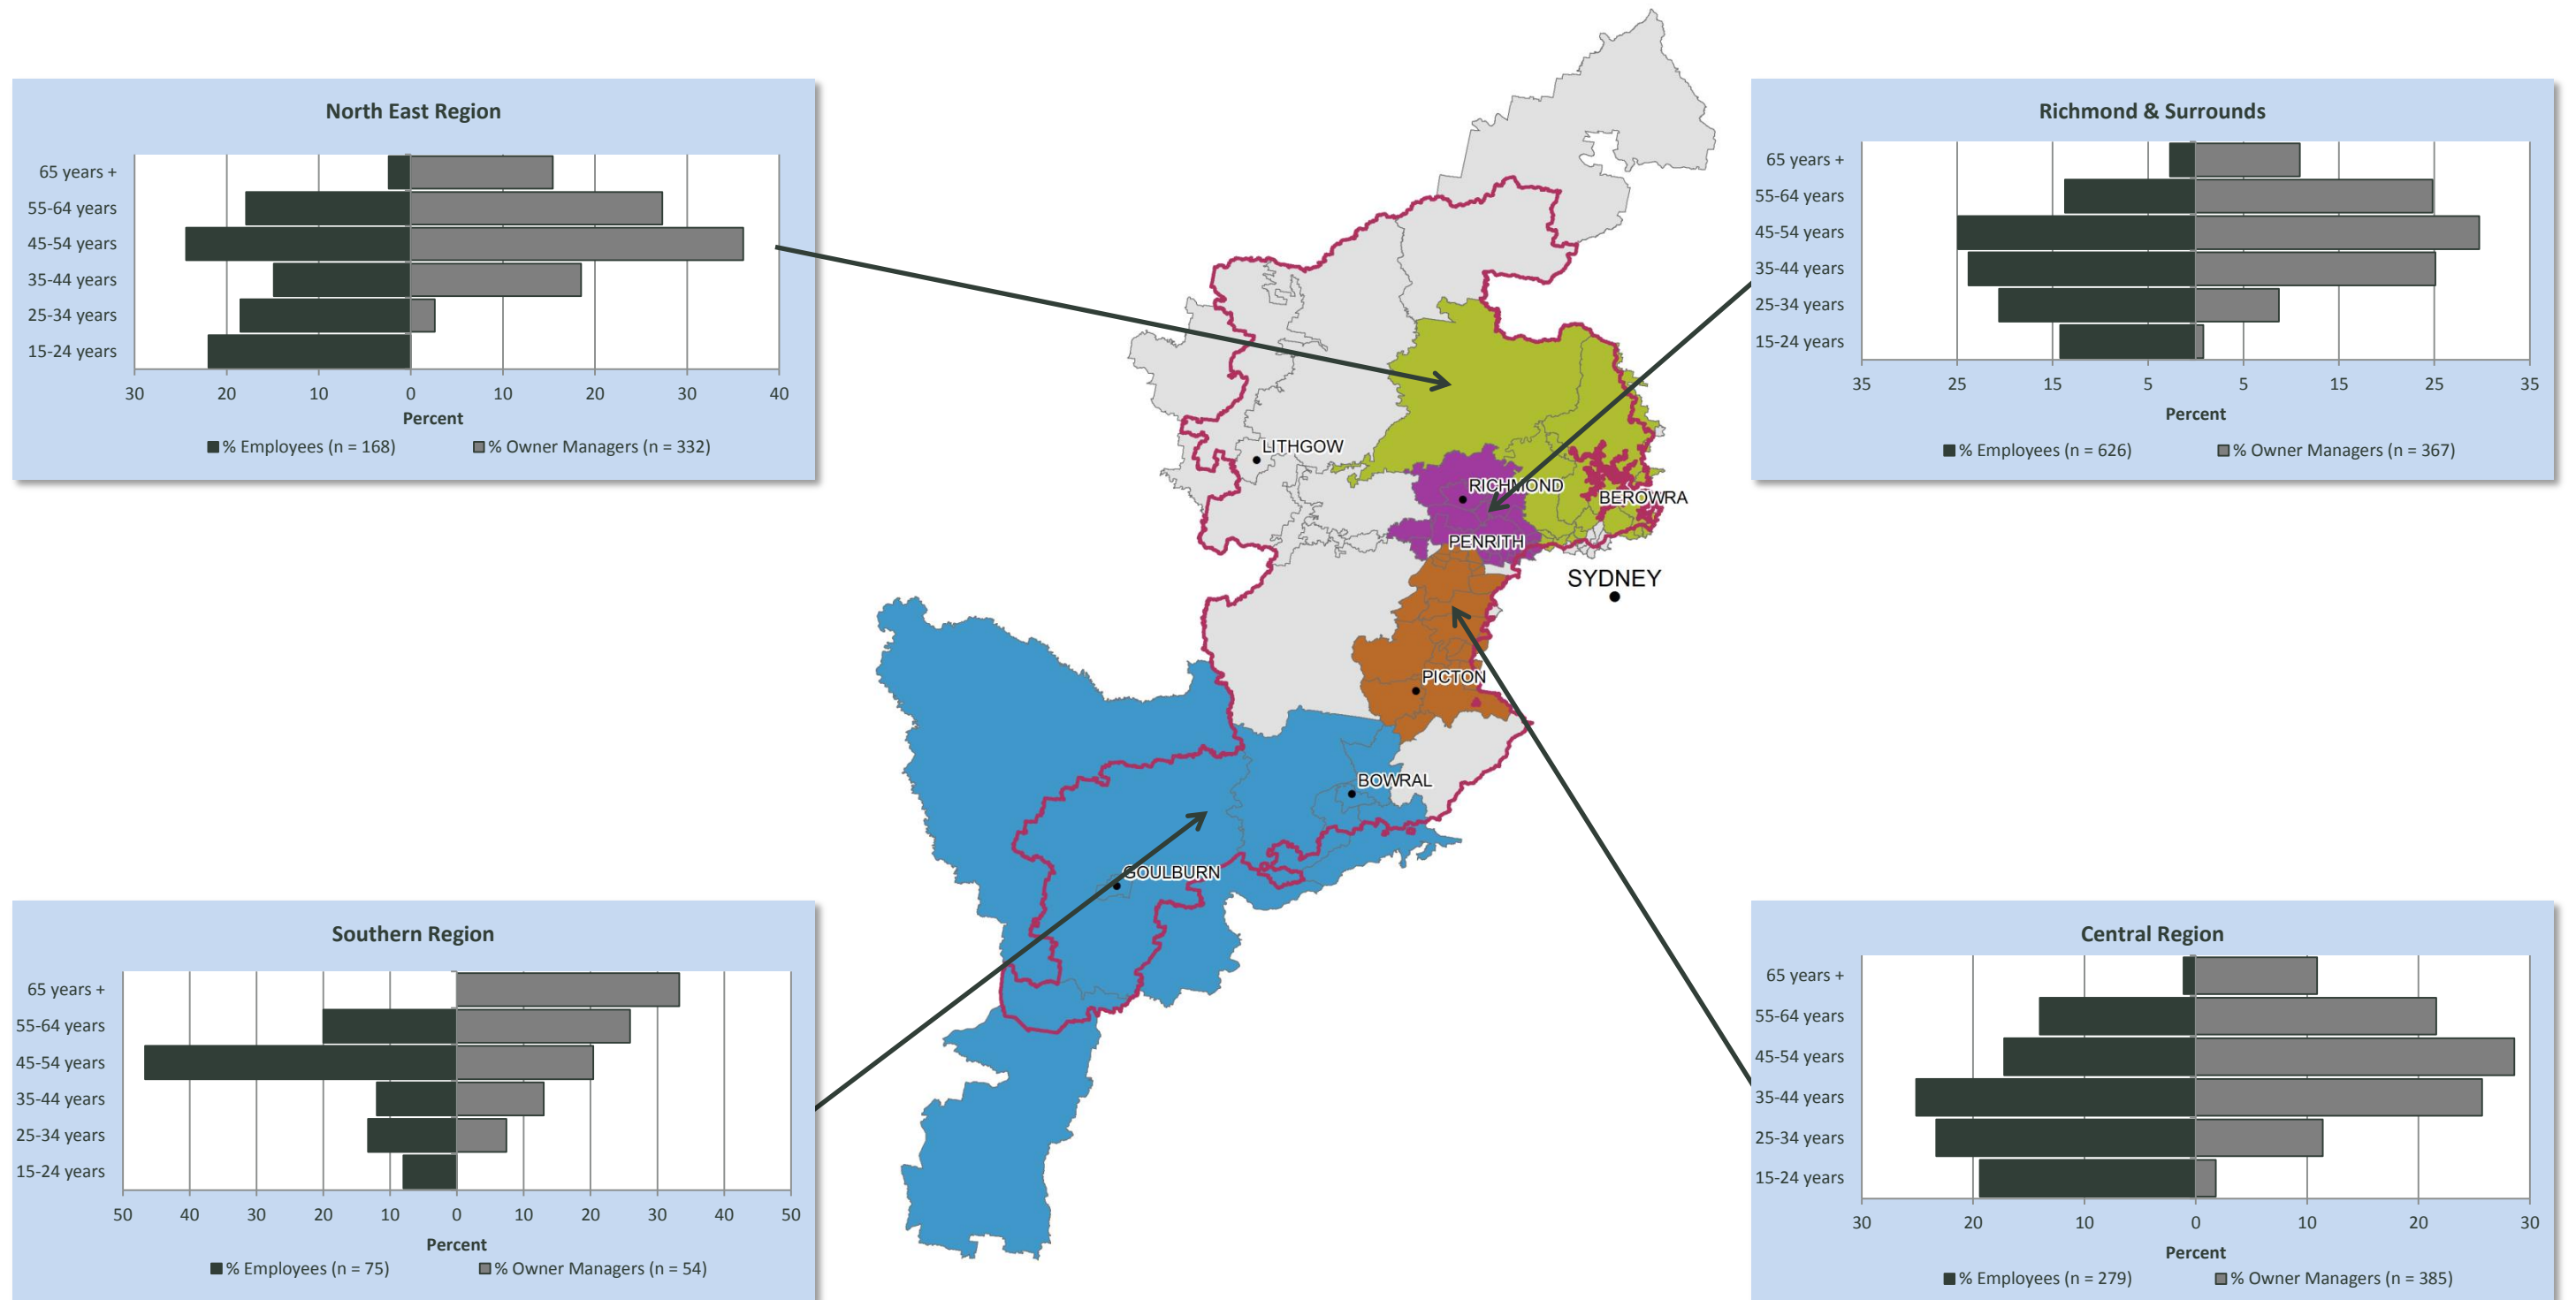 North East Region
65 years +
55-64 years
45-54 years
35-44 years
25-34 years
15-24 years
30 20 10 0 10 20 30 40
Percent
% Employees (n = 168) % Owner Managers (n = 332)
Richmond & Surrounds
65 years +
55-64 years
45-54 years
35-44 years
25-34 years
15-24 years
35 25 15 5 5 15 25 35
Percent
% Employees (n = 626) % Owner Managers (n = 367)
LITHGOW
RICHMOND
BEROWRA
PENRITH
SYDNEY
PICTON
BOWRAL
GOULBURN
Southern Region
65 years +
55-64 years
45-54 years
35-44 years
25-34 years
15-24 years
50 40 30 20 10 0 10 20 30 40 50
Percent
% Employees (n = 75) % Owner Managers (n = 54)
Central Region
65 years +
55-64 years
45-54 years
35-44 years
25-34 years
15-24 years
30 20 10 0 10 20 30
Percent
% Employees (n = 279) % Owner Managers (n = 385)